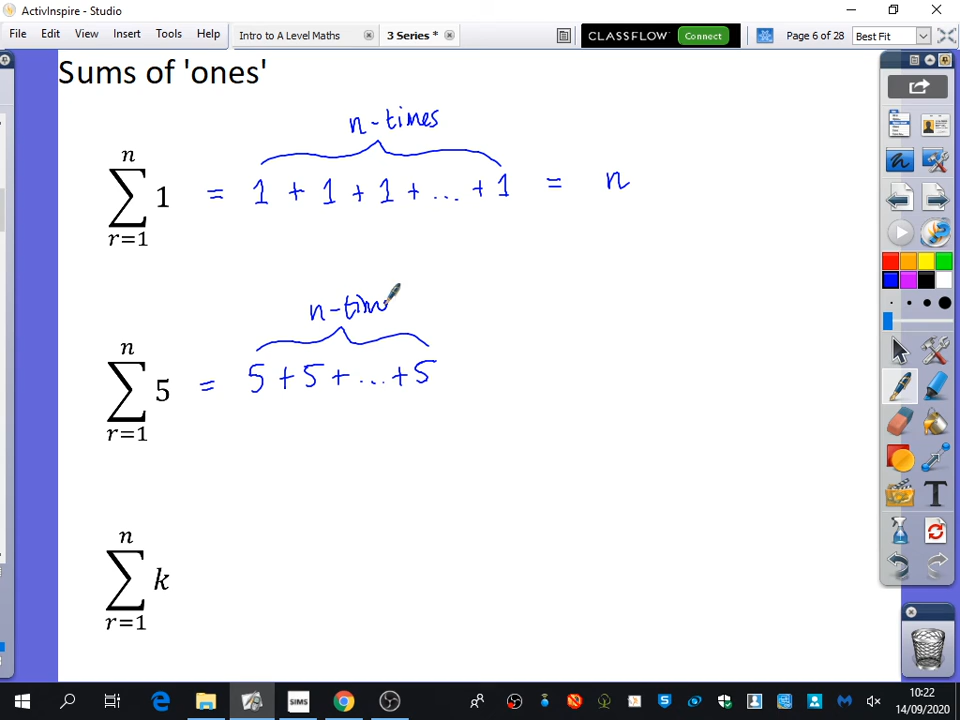 ActivInspire - Studio
File Edit View Insert Tools Help Intro to A Level Maths 3 Series * CLASSFLOW Connect Page 6 of 28 Best Fit
Sums of 'ones'
n-times
n
∑ 1 = 1 + 1 + 1 + ... + 1 = n
r=1
n-time
n
∑ 5 = 5 + 5 + ... + 5
r=1
n
∑ k
r=1
T
SIMS
10:22
14/09/2020